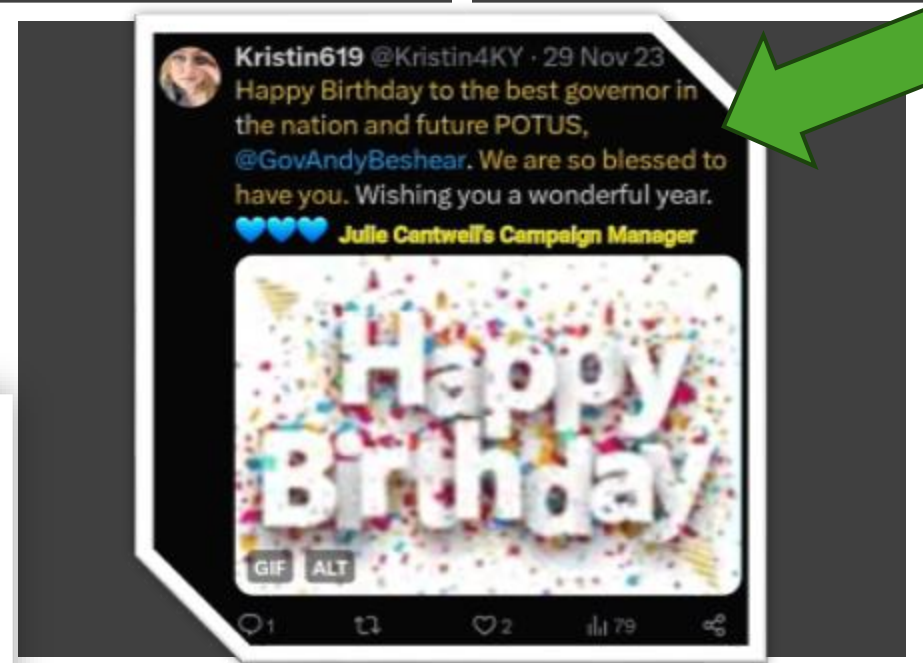 Kristin619 @Kristin4KY · 29 Nov 23
Happy Birthday to the best governor in
the nation and future POTUS,
@GovAndyBeshear. We are so blessed to
have you. Wishing you a wonderful year.
💙💙💙 Julie Cantwell's Campaign Manager
Happy
Birthday
GIF ALT
1 2 79